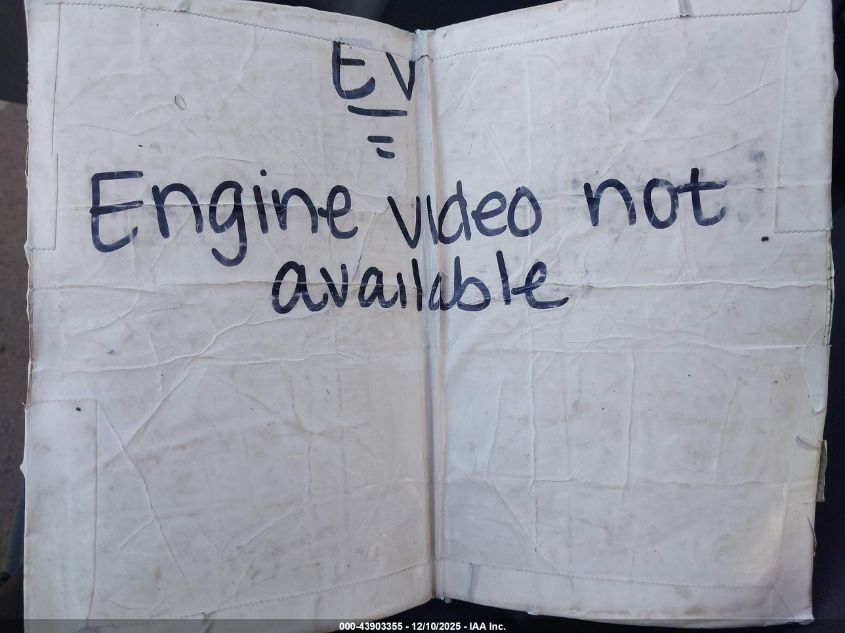 EV
=
Engine video not
available
000-43903355 - 12/10/2025 - IAA Inc.